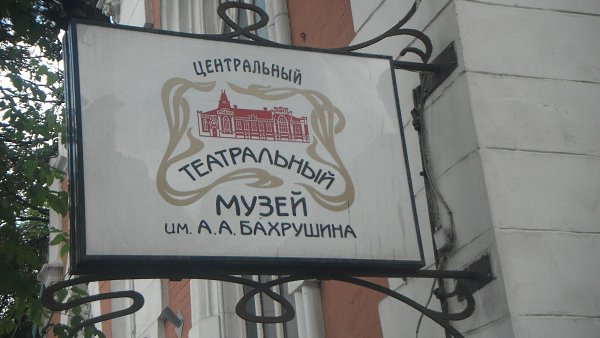 ЦЕНТРАЛЬНЫЙ
ТЕАТРАЛЬНЫЙ
МУЗЕЙ
им. А.А. БАХРУШИНА